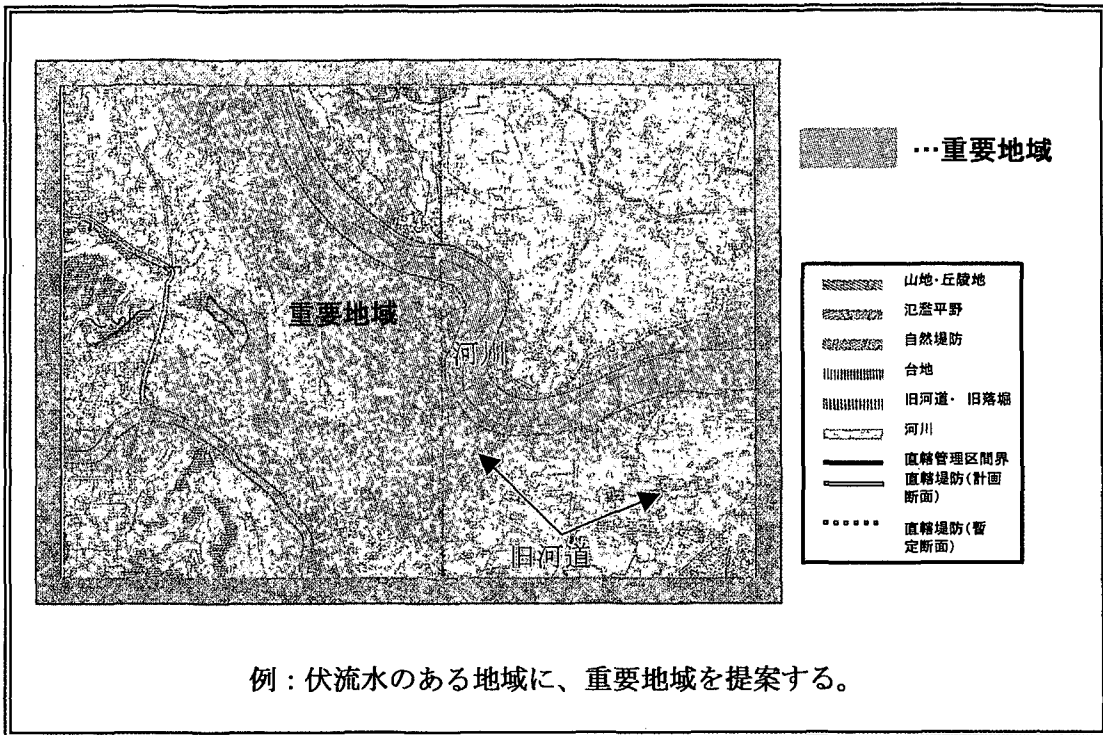 …重要地域
重要地域
河川
旧河道
山地・丘陵地
氾濫平野
自然堤防
台地
旧河道・旧落堀
河川
直轄管理区間界
直轄堤防(計画
断面)
直轄堤防(暫
定断面)
例：伏流水のある地域に、重要地域を提案する。